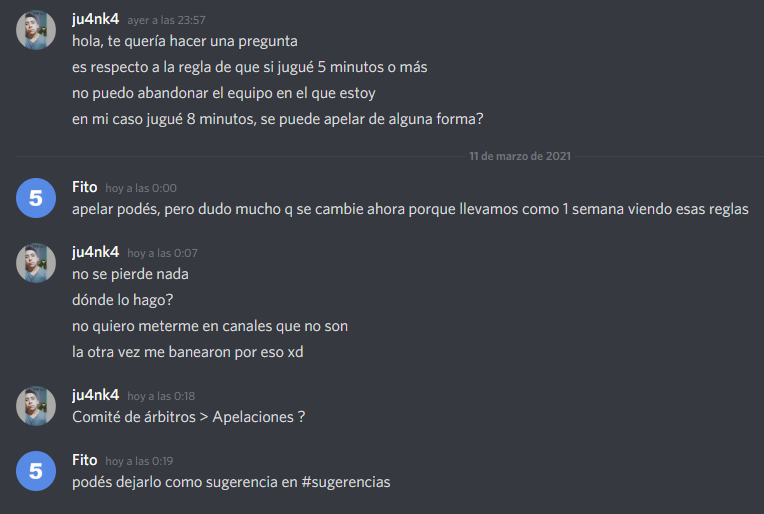 ju4nk4 ayer a las 23:57
hola, te quería hacer una pregunta
es respecto a la regla de que si jugué 5 minutos o más
no puedo abandonar el equipo en el que estoy
en mi caso jugué 8 minutos, se puede apelar de alguna forma?
11 de marzo de 2021
5
Fito hoy a las 0:00
apelar podés, pero dudo mucho q se cambie ahora porque llevamos como 1 semana viendo esas reglas
ju4nk4 hoy a las 0:07
no se pierde nada
dónde lo hago?
no quiero meterme en canales que no son
la otra vez me banearon por eso xd
ju4nk4 hoy a las 0:18
Comité de árbitros > Apelaciones ?
5
Fito hoy a las 0:19
podés dejarlo como sugerencia en #sugerencias